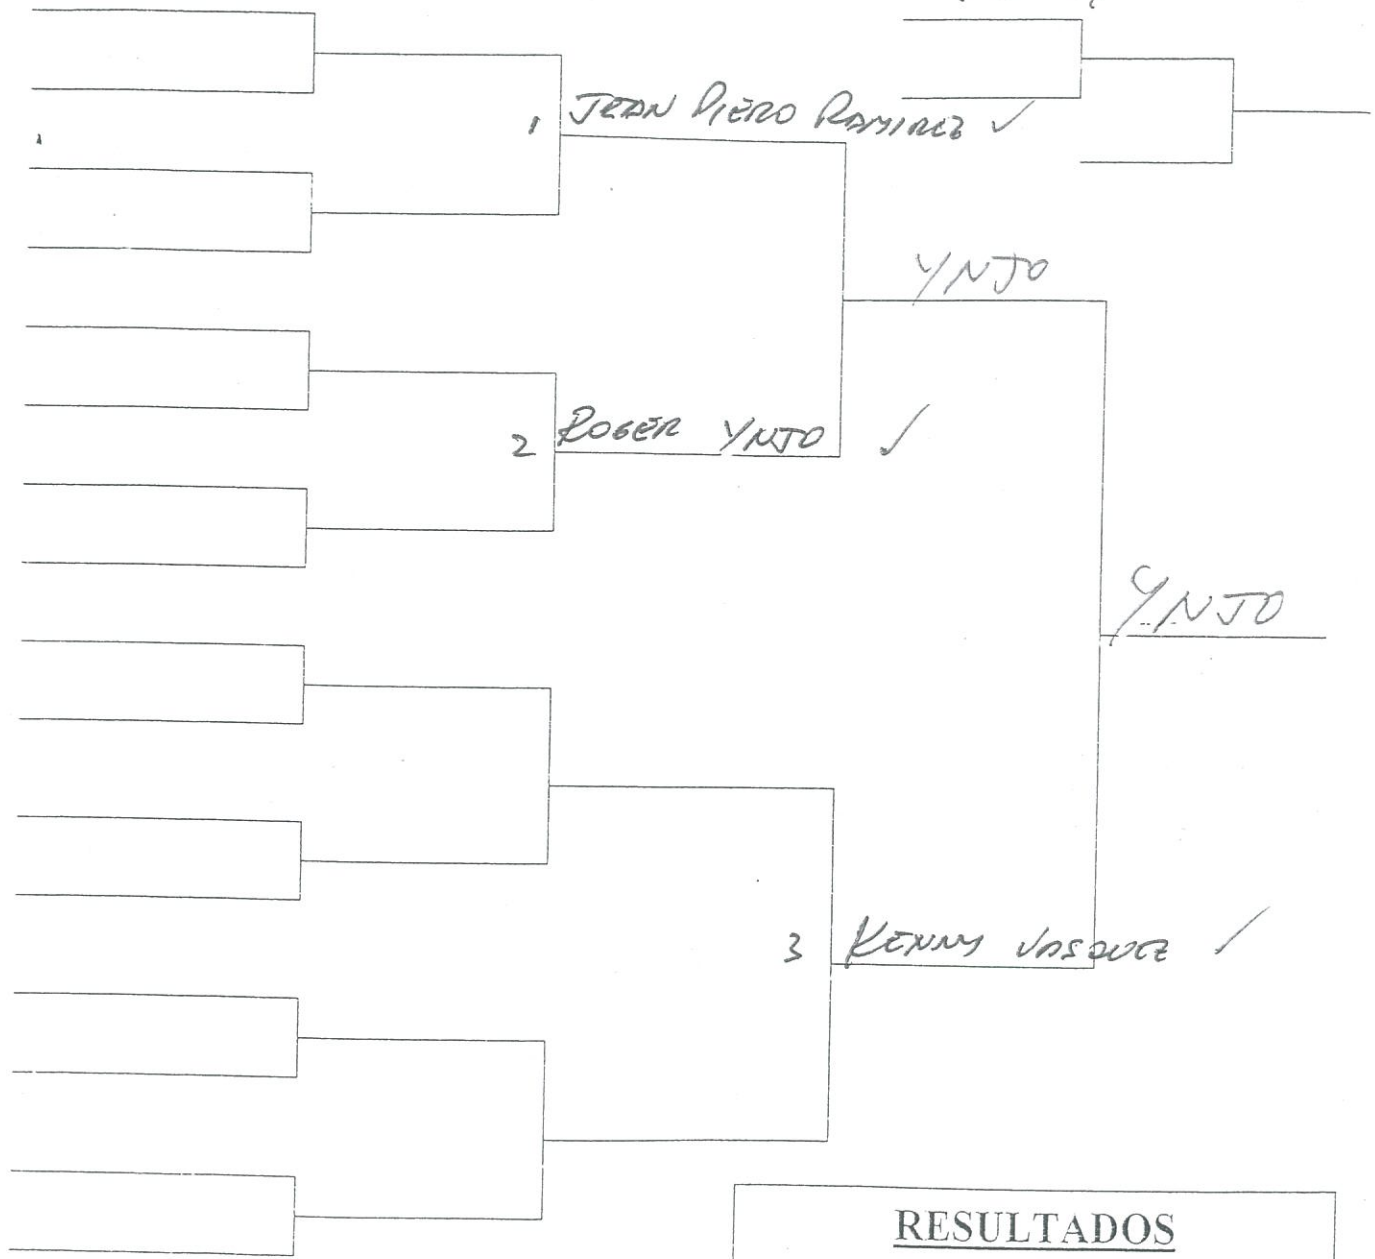 1 JEAN PIERO RAMIREZ ✓
YNJO
2 ROGER YNJO ✓
YNJO
3 KENNY VASQUEZ ✓
RESULTADOS